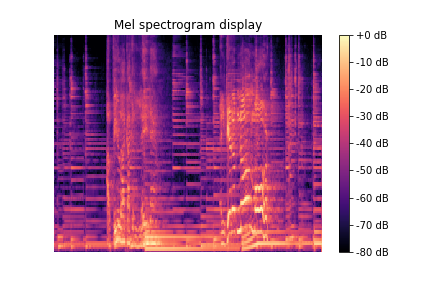 Mel spectrogram display
+0 dB
-10 dB
-20 dB
-30 dB
-40 dB
-50 dB
-60 dB
-70 dB
-80 dB